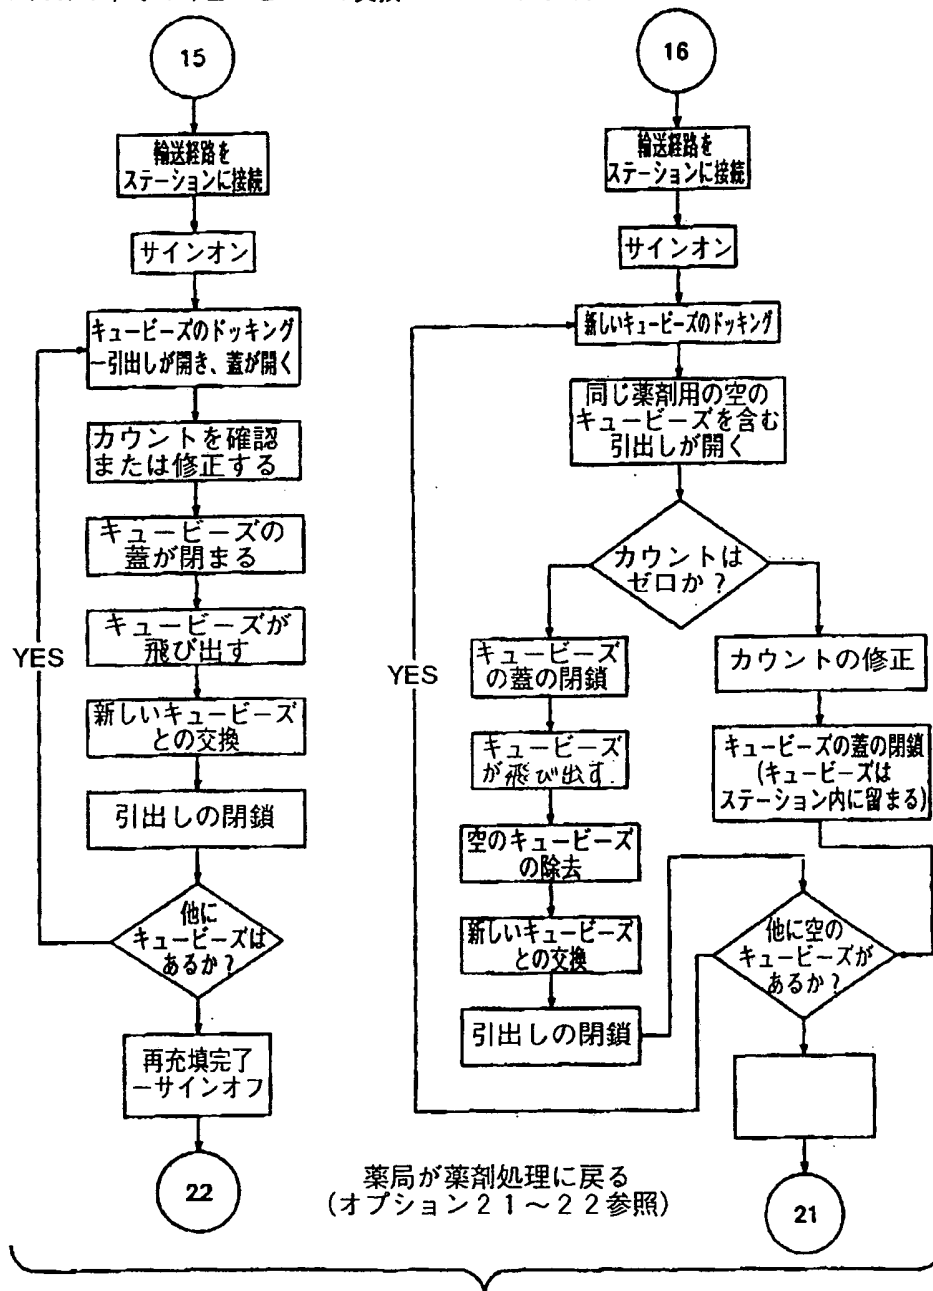 15
輸送経路を
ステーションに接続
サインオン
キュービーズのドッキング
ー引出しが開き、蓋が開く
カウントを確認
または修正する
キュービーズの
蓋が閉まる
キュービーズが
飛び出す
YES
新しいキュービーズ
との交換
引出しの閉鎖
他に
キュービーズは
あるか？
再充填完了
ーサインオフ
22
16
輸送経路を
ステーションに接続
サインオン
新しいキュービーズのドッキング
同じ薬剤用の空の
キュービーズを含む
引出しが開く
カウントは
ゼロか？
YES
キュービーズ
の蓋の閉鎖
キュービーズ
が飛び出す
空のキュービーズ
の除去
新しいキュービーズ
との交換
引出しの閉鎖
カウントの修正
キュービーズの蓋の閉鎖
(キュービーズは
ステーション内に留まる)
他に空の
キュービーズが
あるか？
21
薬局が薬剤処理に戻る
(オプション２１～２２参照)